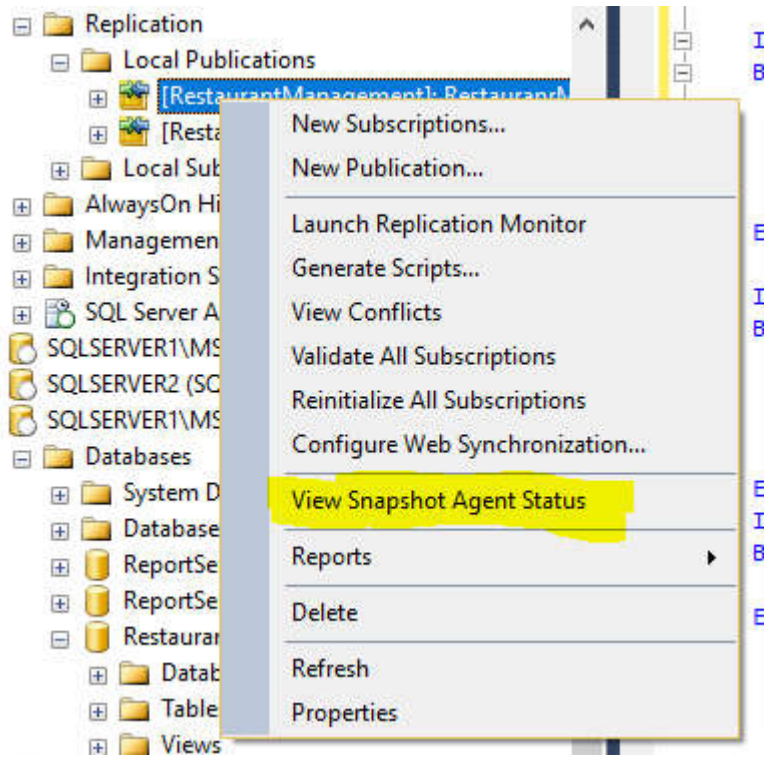 Replication
Local Publications
[RestaurantManagement]: RestauranrM
[Resta
Local Sub
AlwaysOn Hi
Managemen
Integration S
SQL Server A
SQLSERVER1\MS
SQLSERVER2 (SQ
SQLSERVER1\MS
Databases
System D
Database
ReportSe
ReportSe
Restaurar
Datab
Table
Views
New Subscriptions...
New Publication...
Launch Replication Monitor
Generate Scripts...
View Conflicts
Validate All Subscriptions
Reinitialize All Subscriptions
Configure Web Synchronization...
View Snapshot Agent Status
Reports
Delete
Refresh
Properties
I
B
E
I
B
E
I
B
E